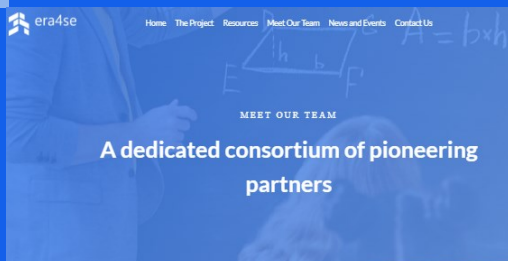 era4se
Home The Project Resources Meet Our Team News and Events Contact Us
A = b×h
h b
E F
MEET OUR TEAM
A dedicated consortium of pioneering
partners